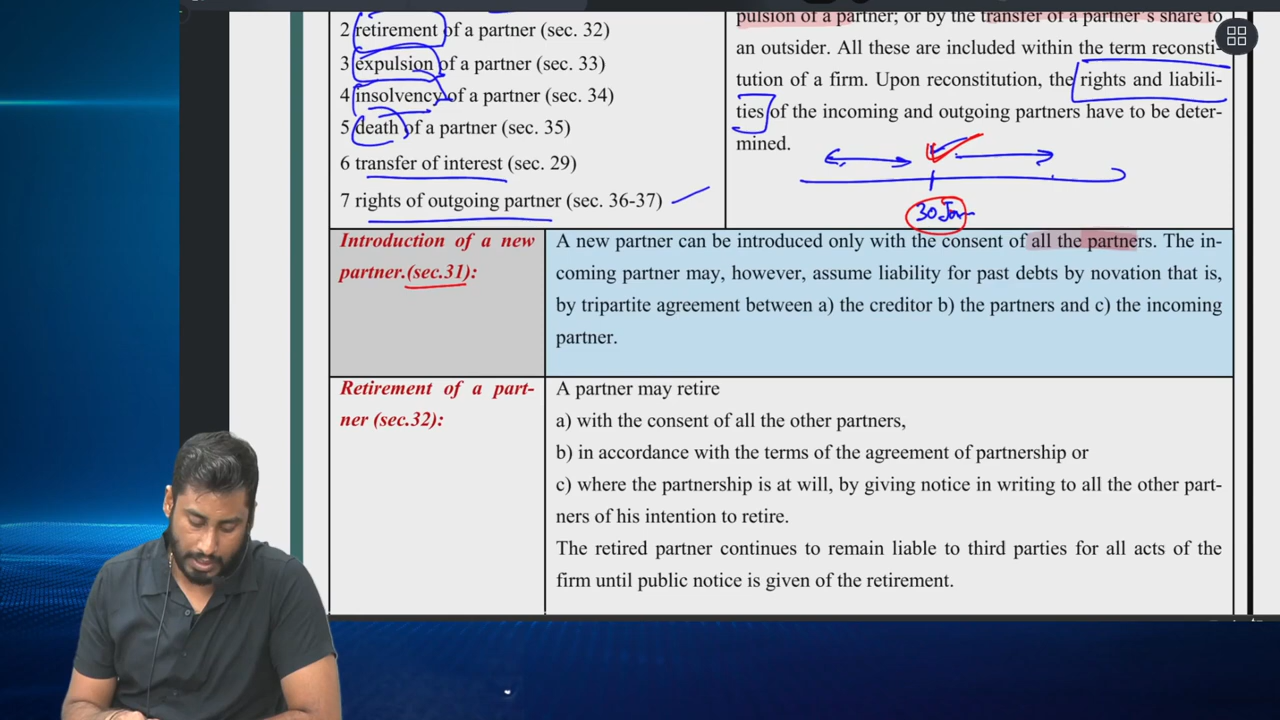 2 retirement of a partner (sec. 32)
3 expulsion of a partner (sec. 33)
4 insolvency of a partner (sec. 34)
5 death of a partner (sec. 35)
6 transfer of interest (sec. 29)
7 rights of outgoing partner (sec. 36-37)
pulsion of a partner; or by the transfer of a partner's share to
an outsider. All these are included within the term reconsti-
tution of a firm. Upon reconstitution, the rights and liabili-
ties of the incoming and outgoing partners have to be deter-
mined.
30 Jan
Introduction of a new
partner.(sec.31):
A new partner can be introduced only with the consent of all the partners. The in-
coming partner may, however, assume liability for past debts by novation that is,
by tripartite agreement between a) the creditor b) the partners and c) the incoming
partner.
Retirement of a part-
ner (sec.32):
A partner may retire
a) with the consent of all the other partners,
b) in accordance with the terms of the agreement of partnership or
c) where the partnership is at will, by giving notice in writing to all the other part-
ners of his intention to retire.
The retired partner continues to remain liable to third parties for all acts of the
firm until public notice is given of the retirement.